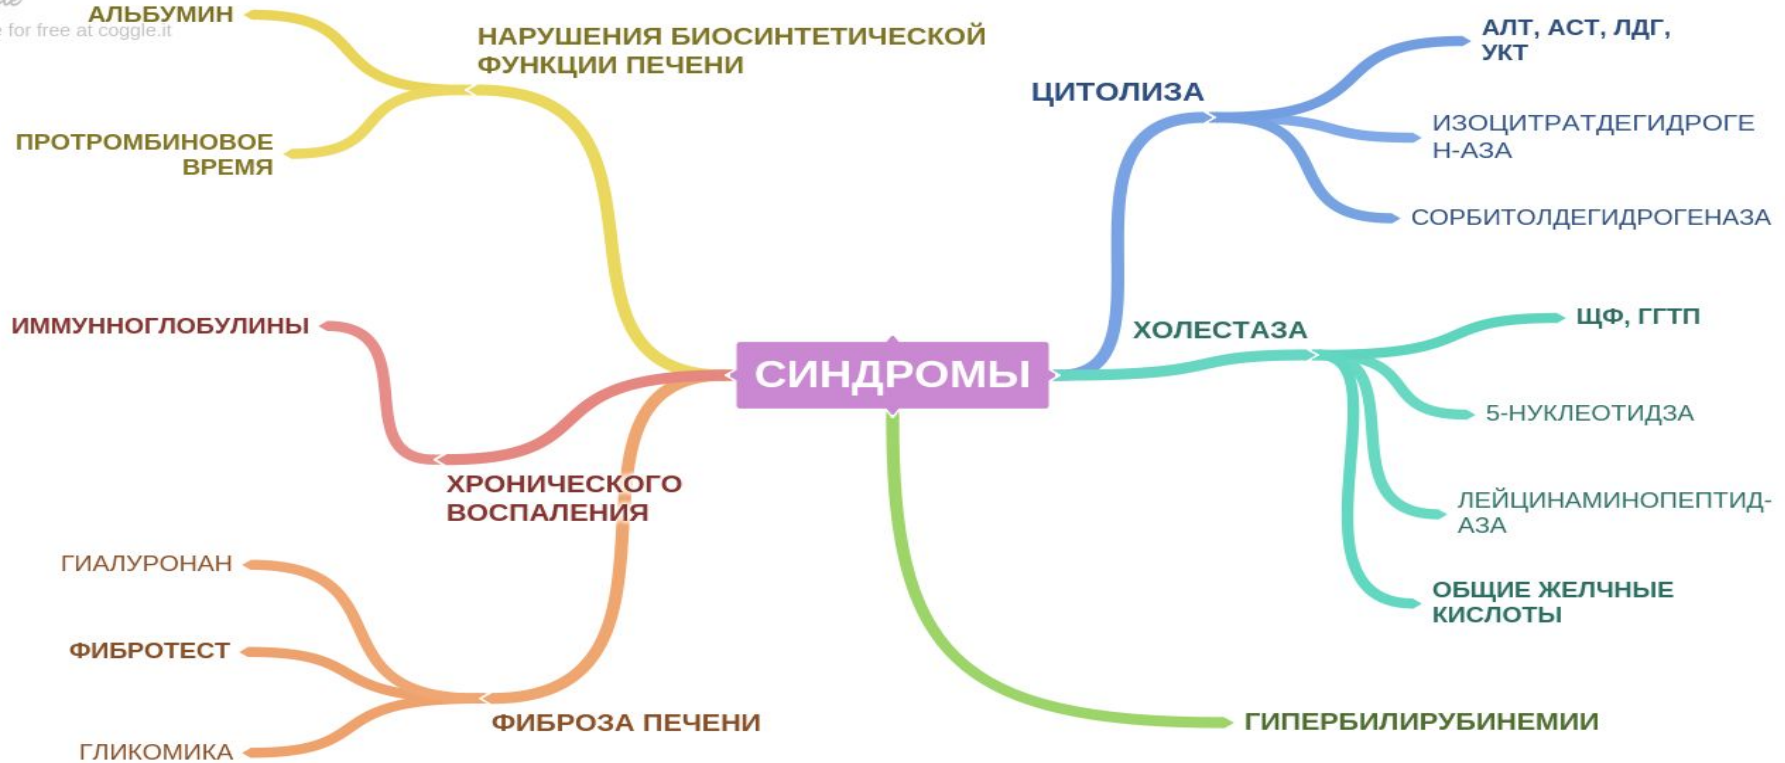 АЛЬБУМИН
for free at coggle.it
НАРУШЕНИЯ БИОСИНТЕТИЧЕСКОЙ
ФУНКЦИИ ПЕЧЕНИ
ПРОТРОМБИНОВОЕ
ВРЕМЯ
ЦИТОЛИЗА
АЛТ, АСТ, ЛДГ,
УКТ
ИЗОЦИТРАТДЕГИДРОГЕ
Н-АЗА
СОРБИТОЛДЕГИДРОГЕНАЗА
ИММУННОГЛОБУЛИНЫ
СИНДРОМЫ
ХОЛЕСТАЗА
ЩФ, ГГТП
5-НУКЛЕОТИДЗА
ЛЕЙЦИНАМИНОПЕПТИД-
АЗА
ОБЩИЕ ЖЕЛЧНЫЕ
КИСЛОТЫ
ХРОНИЧЕСКОГО
ВОСПАЛЕНИЯ
ГИАЛУРОНАН
ФИБРОТЕСТ
ГЛИКОМИКА
ФИБРОЗА ПЕЧЕНИ
ГИПЕРБИЛИРУБИНЕМИИ